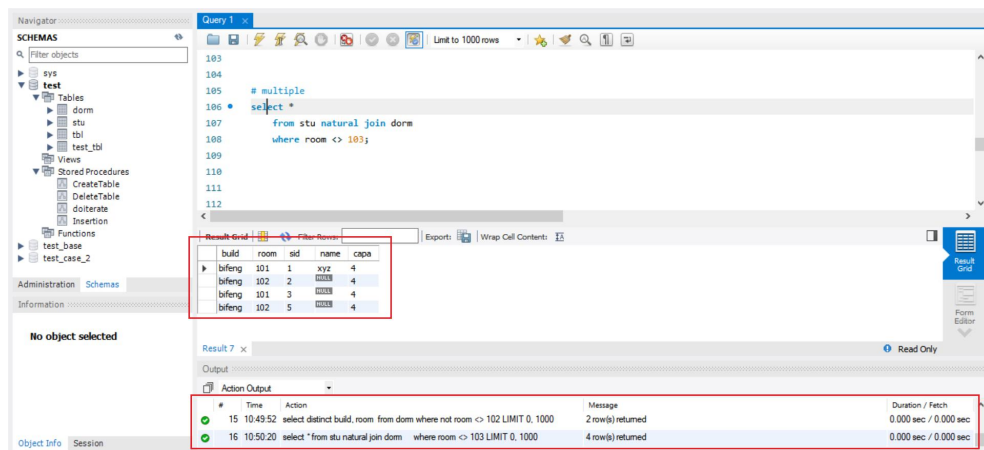 Navigator
Query 1 ×
SCHEMAS
Filter objects
Limit to 1000 rows
sys
test
Tables
dorm
stu
tbl
test_tbl
Views
Stored Procedures
CreateTable
DeleteTable
doiterate
Insertion
Functions
test_base
test_case_2
103
104
105 # multiple
106 select *
107 from stu natural join dorm
108 where room <> 103;
109
110
111
112
Result Grid Filter Rows: Export: Wrap Cell Content: IA
build room sid name capa
bifeng 101 1 xyz 4
bifeng 102 2 NULL 4
bifeng 101 3 NULL 4
bifeng 102 5 NULL 4
Result Grid
Form Editor
Administration Schemas
Information
No object selected
Result 7 ×
Read Only
Output
Action Output
# Time Action Message Duration / Fetch
15 10:49:52 select distinct build, room from dorm where not room <> 102 LIMIT 0, 1000 2 row(s) returned 0.000 sec / 0.000 sec
16 10:50:20 select * from stu natural join dorm where room <> 103 LIMIT 0, 1000 4 row(s) returned 0.000 sec / 0.000 sec
Object Info Session